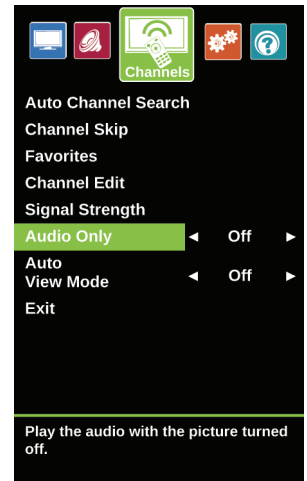 Channels
Auto Channel Search
Channel Skip
Favorites
Channel Edit
Signal Strength
Audio Only ◄ Off ►
Auto
View Mode ◄ Off ►
Exit
Play the audio with the picture turned
off.